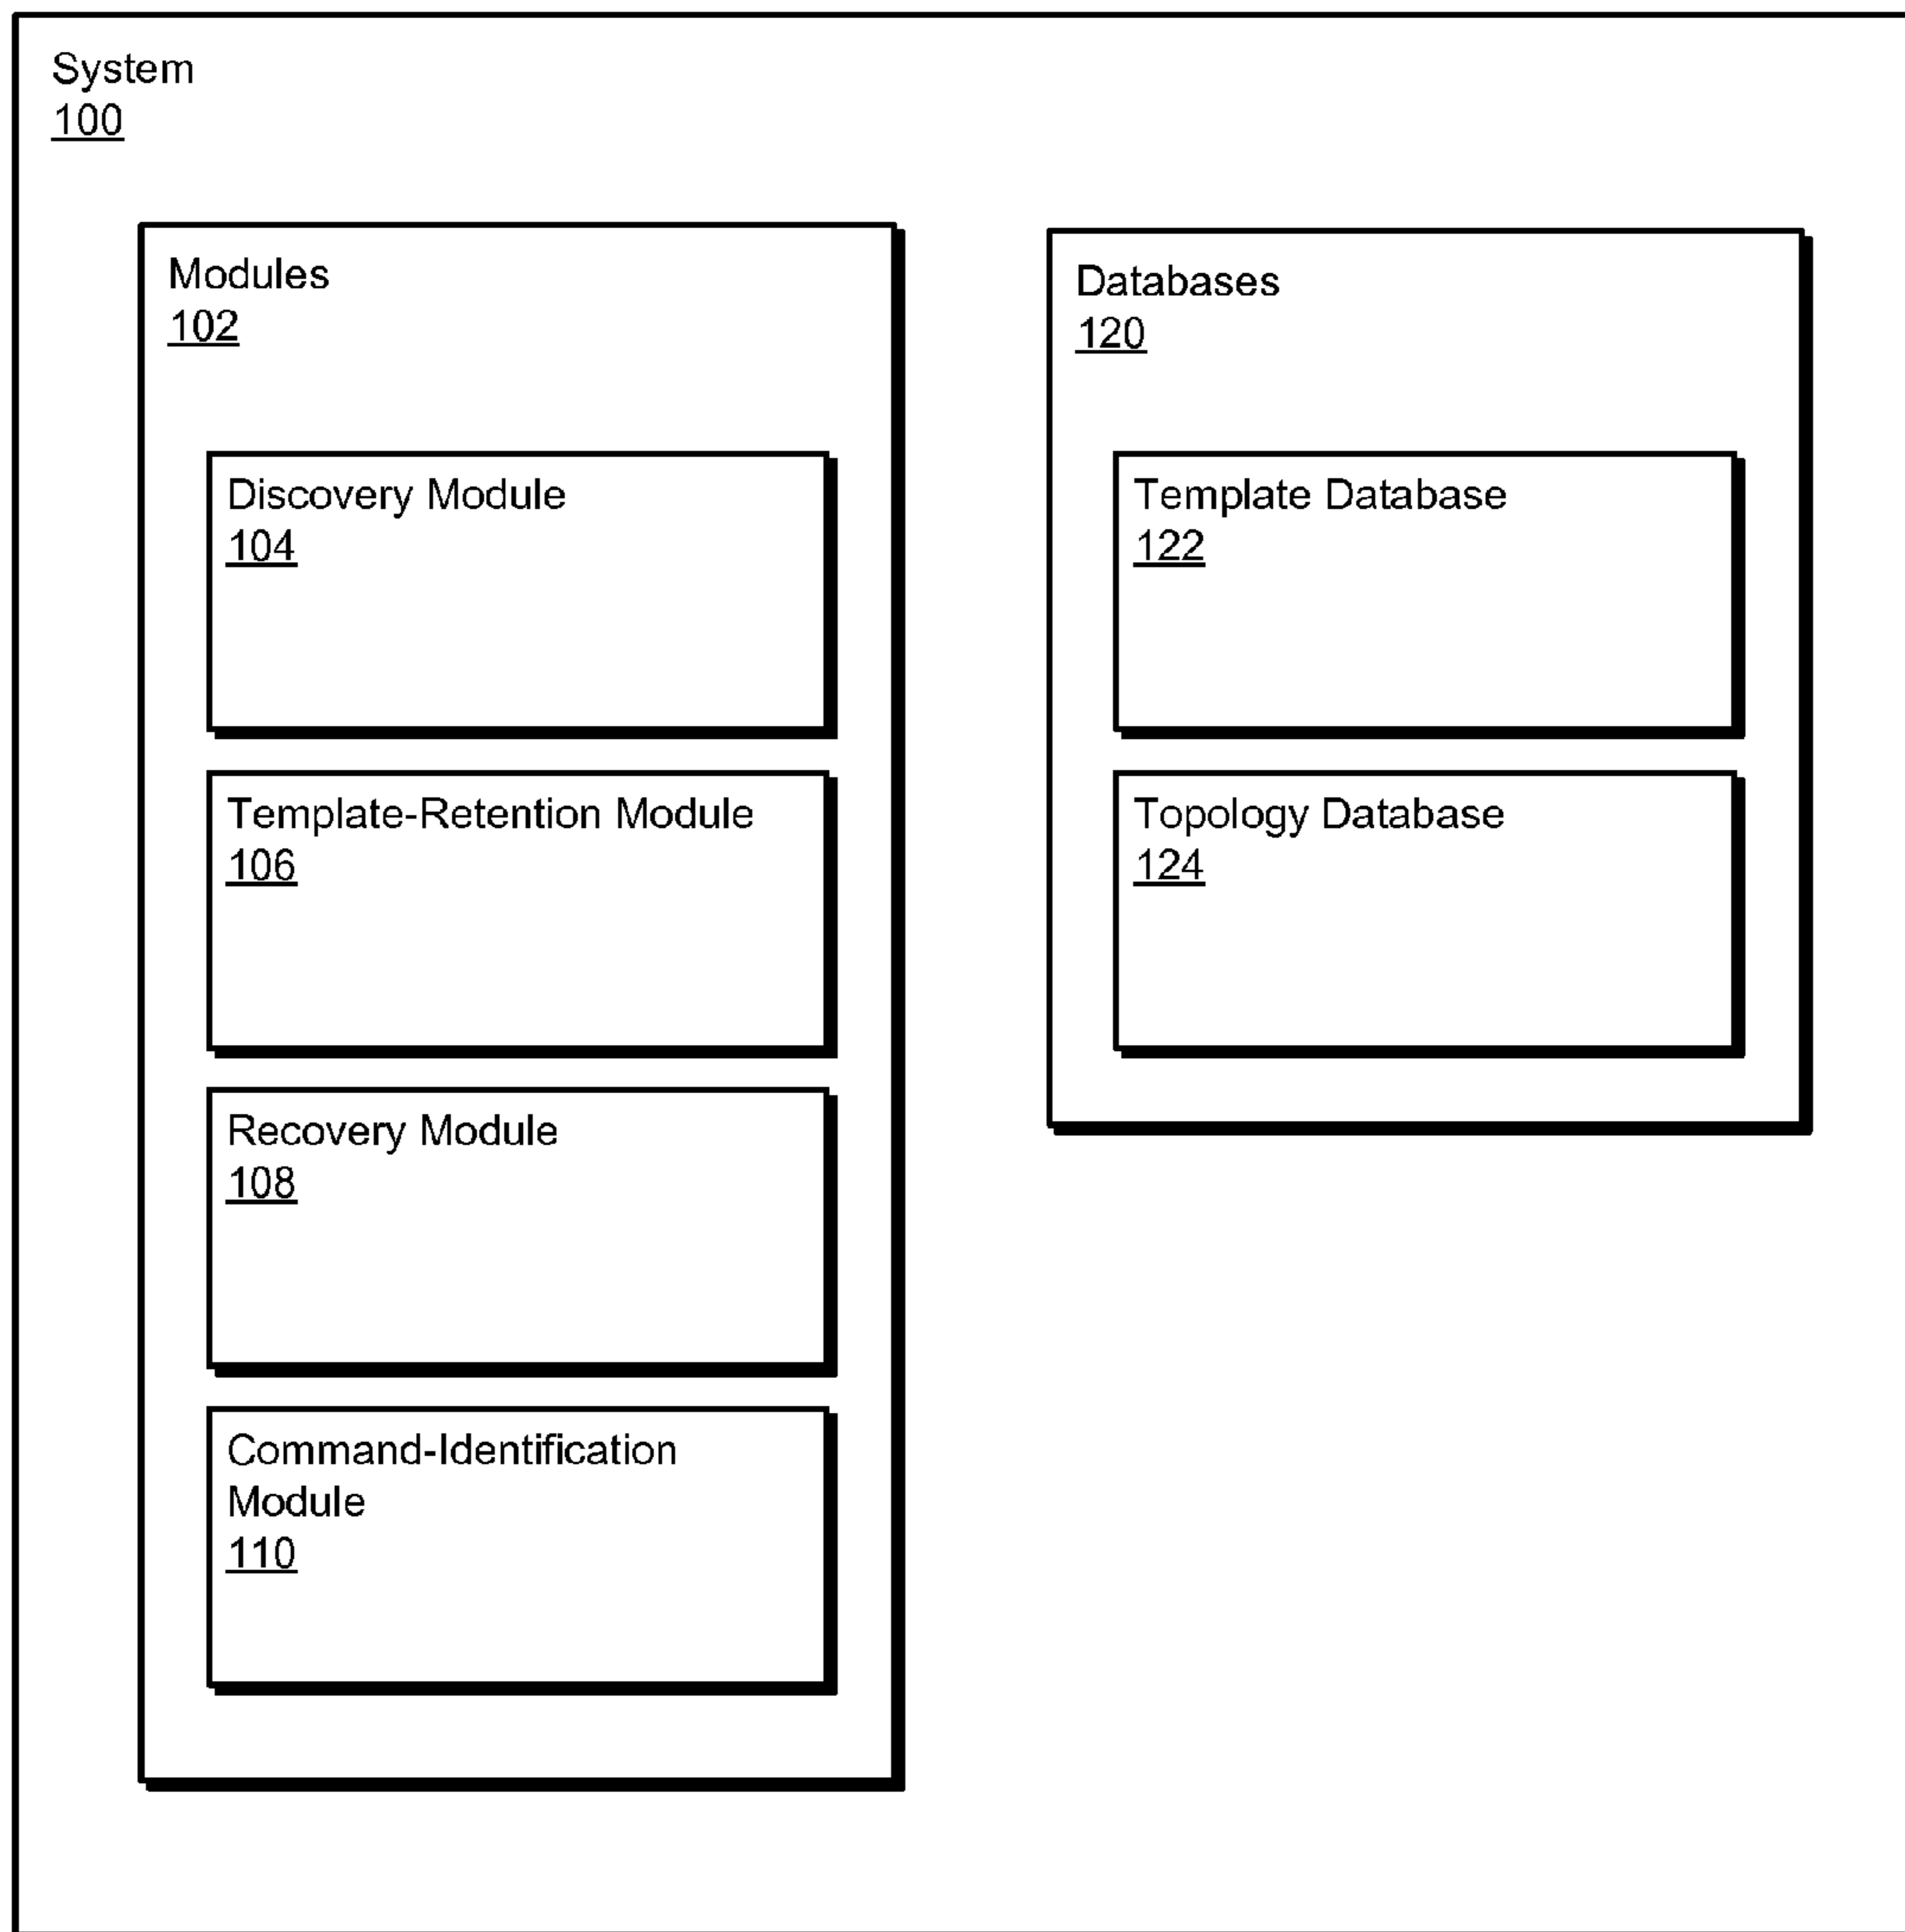 System
100
Modules
102
Discovery Module
104
Template-Retention Module
106
Recovery Module
108
Command-Identification
Module
110
Databases
120
Template Database
122
Topology Database
124